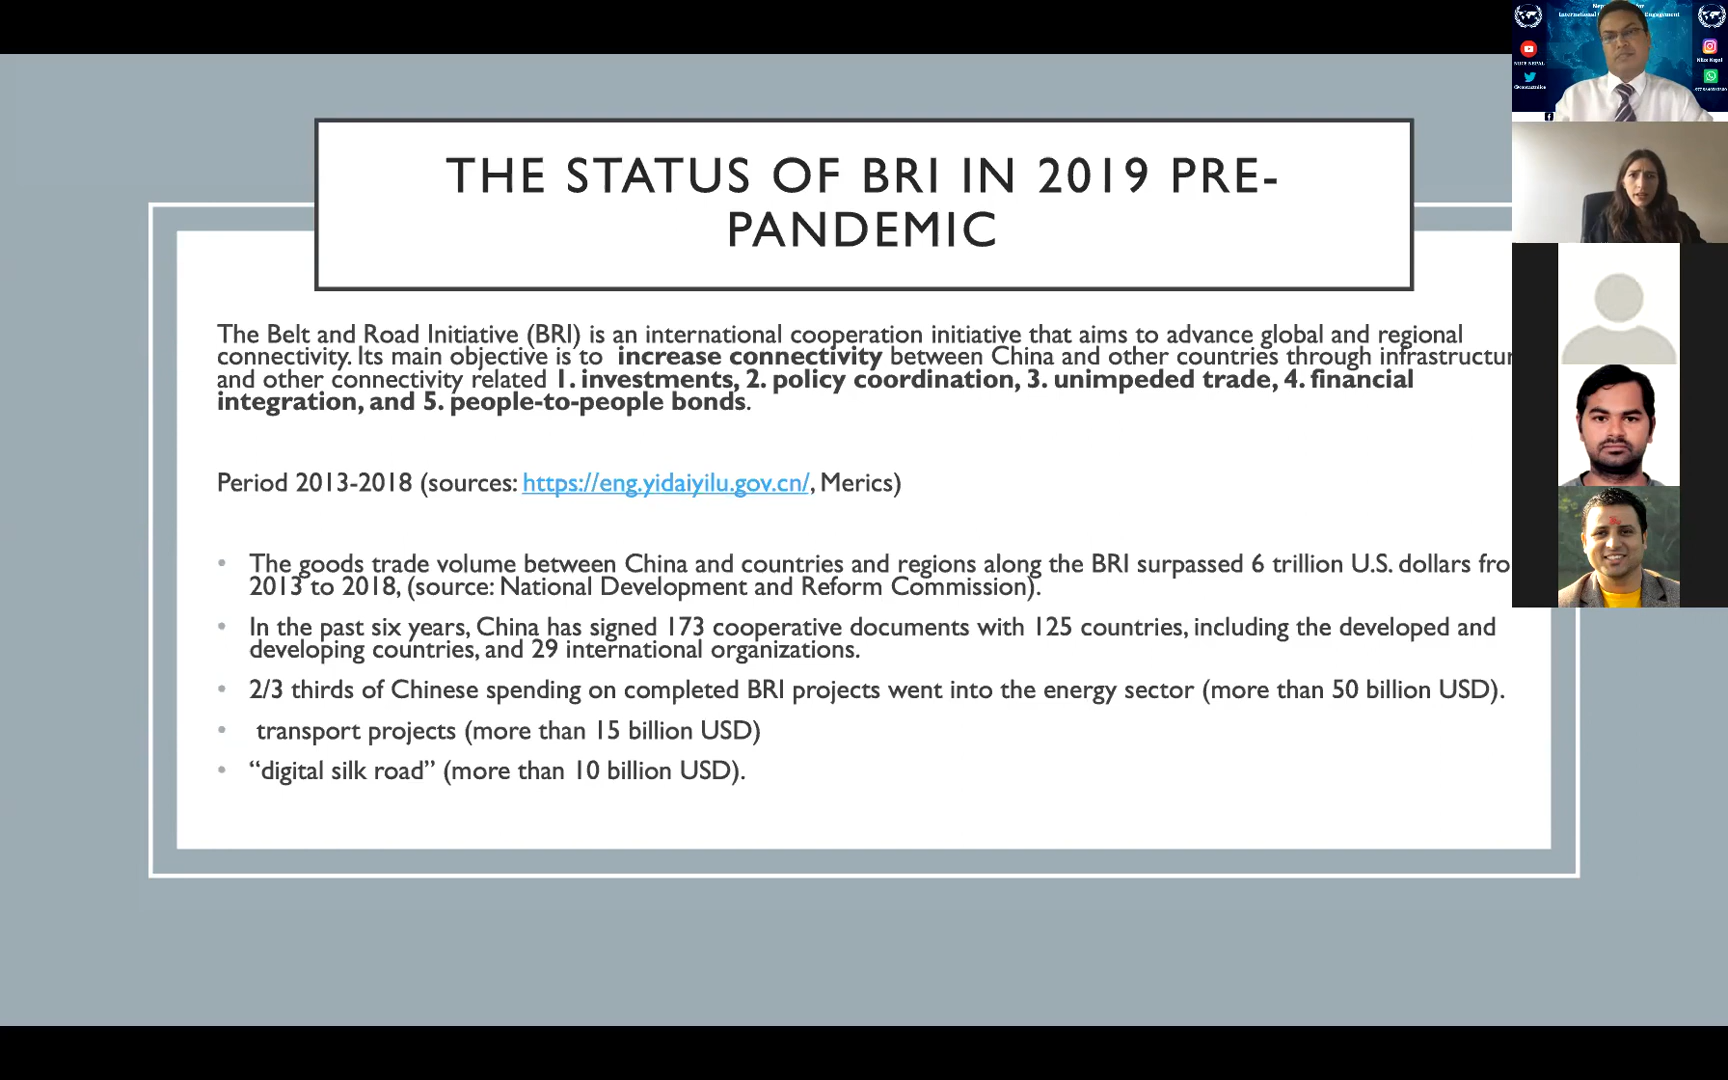 THE STATUS OF BRI IN 2019 PRE-
PANDEMIC
The Belt and Road Initiative (BRI) is an international cooperation initiative that aims to advance global and regional
connectivity. Its main objective is to increase connectivity between China and other countries through infrastructur
and other connectivity related 1. investments, 2. policy coordination, 3. unimpeded trade, 4. financial
integration, and 5. people-to-people bonds.
Period 2013-2018 (sources: https://eng.yidaiyilu.gov.cn/, Merics)
• The goods trade volume between China and countries and regions along the BRI surpassed 6 trillion U.S. dollars fro
2013 to 2018, (source: National Development and Reform Commission).
• In the past six years, China has signed 173 cooperative documents with 125 countries, including the developed and
developing countries, and 29 international organizations.
• 2/3 thirds of Chinese spending on completed BRI projects went into the energy sector (more than 50 billion USD).
• transport projects (more than 15 billion USD)
• “digital silk road” (more than 10 billion USD).
International
Engagement